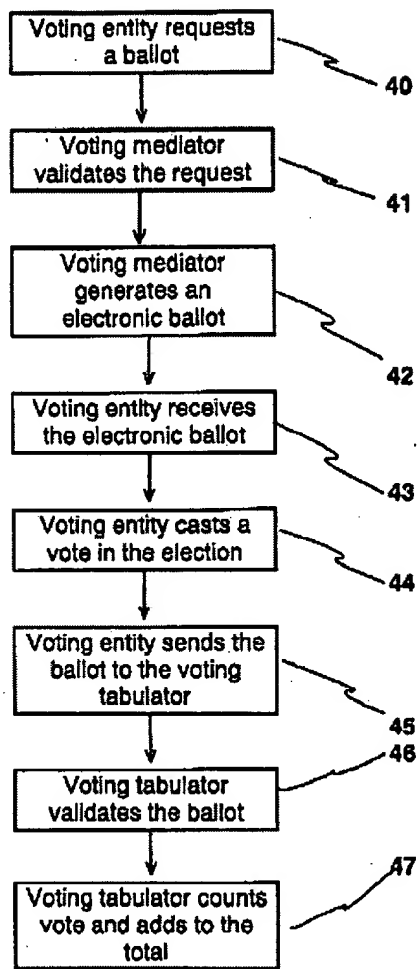 Voting entity requests
a ballot
40
Voting mediator
validates the request
41
Voting mediator
generates an
electronic ballot
42
Voting entity receives
the electronic ballot
43
Voting entity casts a
vote in the election
44
Voting entity sends the
ballot to the voting
tabulator
45
46
Voting tabulator
validates the ballot
47
Voting tabulator counts
vote and adds to the
total